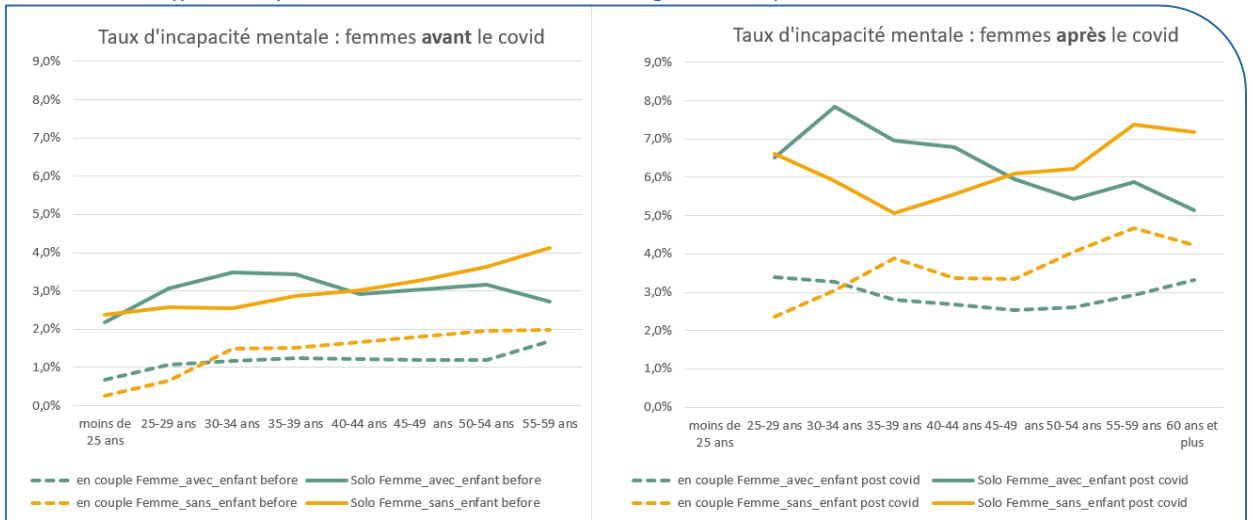 Taux d'incapacité mentale : femmes avant le covid
9,0%
8,0%
7,0%
6,0%
5,0%
4,0%
3,0%
2,0%
1,0%
0,0%
moins de 25-29 ans 30-34 ans 35-39 ans 40-44 ans 45-49 ans 50-54 ans 55-59 ans
25 ans
en couple Femme_avec_enfant before Solo Femme_avec_enfant before
en couple Femme_sans_enfant before Solo Femme_sans_enfant before
Taux d'incapacité mentale : femmes après le covid
9,0%
8,0%
7,0%
6,0%
5,0%
4,0%
3,0%
2,0%
1,0%
0,0%
moins de 25-29 ans 30-34 ans 35-39 ans 40-44 ans 45-49 ans 50-54 ans 55-59 ans 60 ans et
25 ans plus
en couple Femme_avec_enfant post covid Solo Femme_avec_enfant post covid
en couple Femme_sans_enfant post covid Solo Femme_sans_enfant post covid